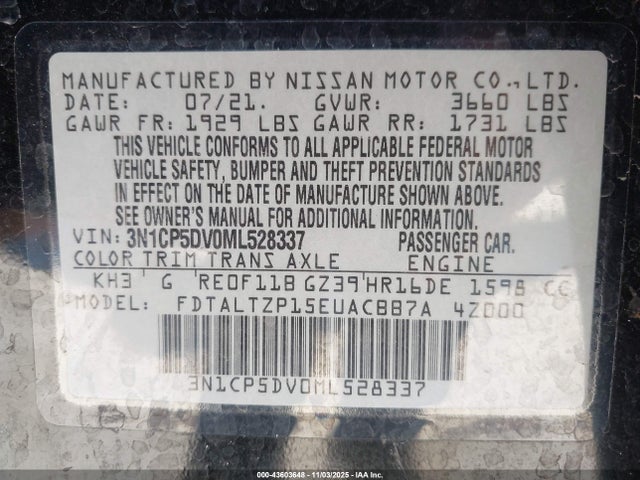 MANUFACTURED BY NISSAN MOTOR CO.,LTD.
DATE: 07/21. GVWR: 3660 LBS
GAWR FR: 1929 LBS GAWR RR: 1731 LBS
THIS VEHICLE CONFORMS TO ALL APPLICABLE FEDERAL MOTOR
VEHICLE SAFETY, BUMPER AND THEFT PREVENTION STANDARDS
IN EFFECT ON THE DATE OF MANUFACTURE SHOWN ABOVE.
SEE OWNER'S MANUAL FOR ADDITIONAL INFORMATION
VIN: 3N1CP5DV0ML528337 PASSENGER CAR.
COLOR TRIM TRANS AXLE ENGINE
KH3 G RE0F11B GZ39 HR16DE 1598 CC
MODEL: FDTALTZP15EUACBB7A 4Z000
3N1CP5DV0ML528337
000-43603648 - 11/03/2025 - IAA Inc.